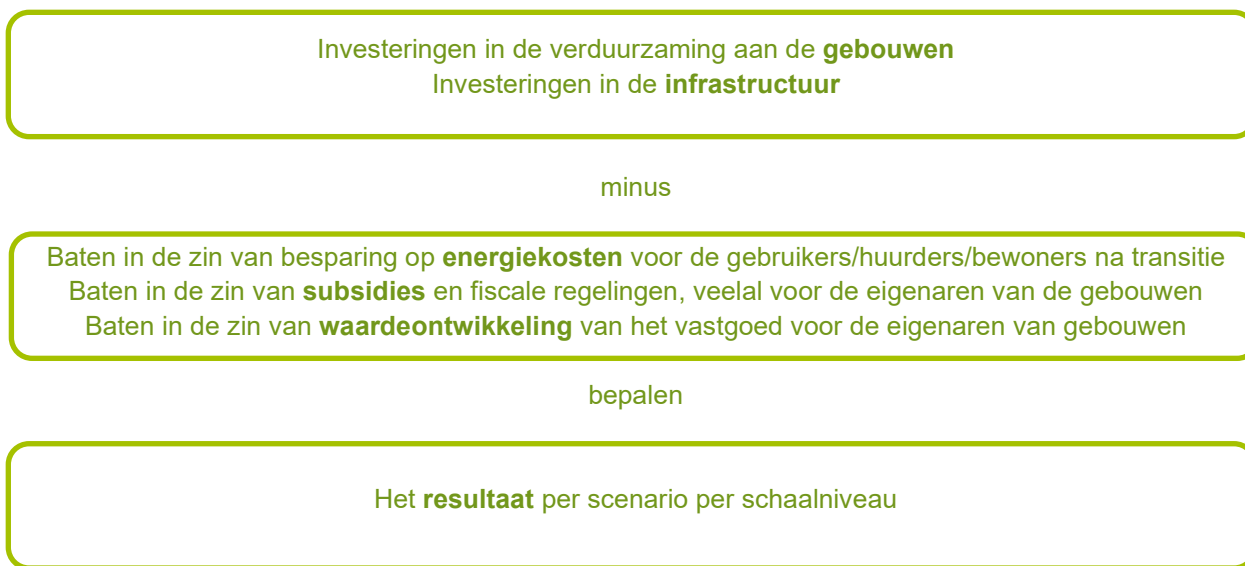 Investeringen in de verduurzaming aan de gebouwen
Investeringen in de infrastructuur
minus
Baten in de zin van besparing op energiekosten voor de gebruikers/huurders/bewoners na transitie
Baten in de zin van subsidies en fiscale regelingen, veelal voor de eigenaren van de gebouwen
Baten in de zin van waardeontwikkeling van het vastgoed voor de eigenaren van gebouwen
bepalen
Het resultaat per scenario per schaalniveau